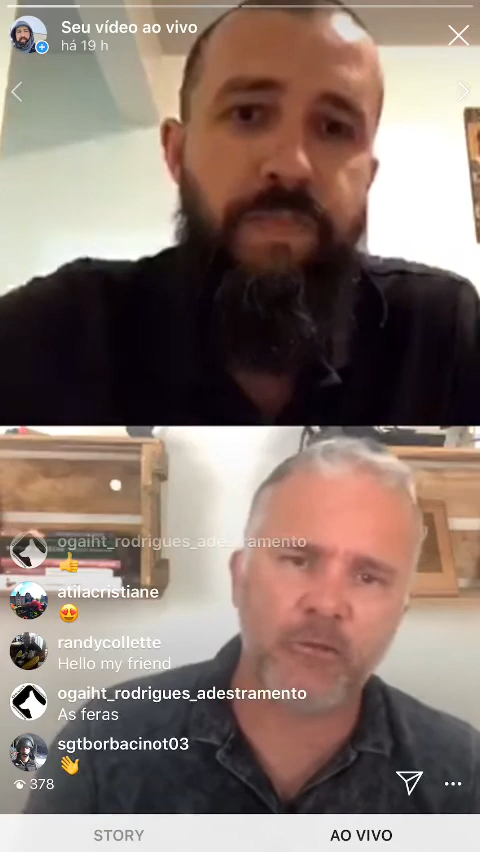 Seu vídeo ao vivo
há 19 h
ogaiht_rodrigues_adestramento
👍
atilacristiane
😍
randycollette
Hello my friend
ogaiht_rodrigues_adestramento
As feras
sgtborbacinot03
👋
378
STORY
AO VIVO